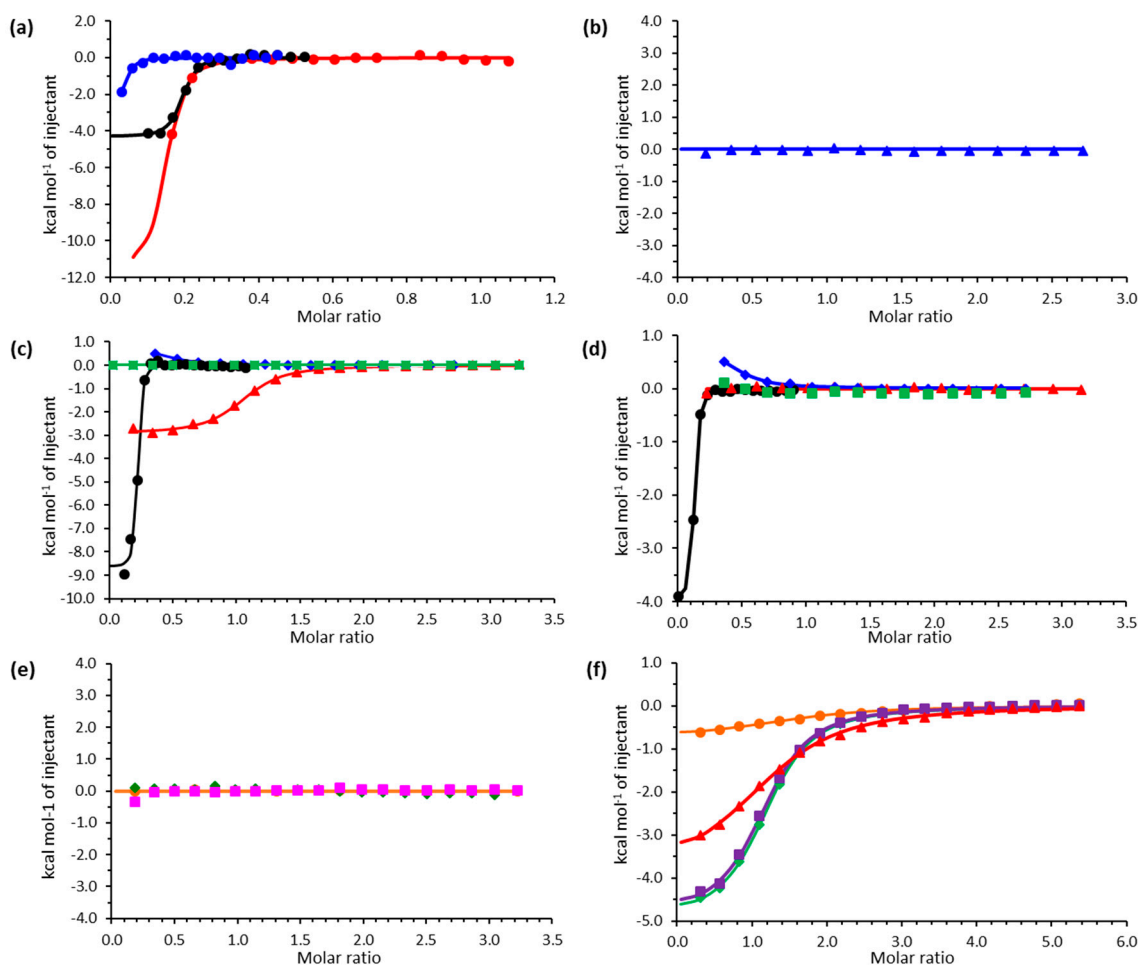 (a)
2.0
0.0
-2.0
-4.0
-6.0
-8.0
-10.0
-12.0
kcal mol-1 of injectant
0.0 0.2 0.4 0.6 0.8 1.0 1.2
Molar ratio
(b)
4.0
3.0
2.0
1.0
0.0
-1.0
-2.0
-3.0
-4.0
kcal mol-1 of injectant
0.0 0.5 1.0 1.5 2.0 2.5 3.0
Molar ratio
(c)
1.0
0.0
-1.0
-2.0
-3.0
-4.0
-5.0
-6.0
-7.0
-8.0
-9.0
-10.0
kcal mol-1 of Injectant
0.0 0.5 1.0 1.5 2.0 2.5 3.0 3.5
Molar ratio
(d)
1.0
0.0
-1.0
-2.0
-3.0
-4.0
kcal mol-1 of injectant
0.0 0.5 1.0 1.5 2.0 2.5 3.0 3.5
Molar ratio
(e)
4.0
3.0
2.0
1.0
0.0
-1.0
-2.0
-3.0
-4.0
kcal mol-1 of injectant
0.0 0.5 1.0 1.5 2.0 2.5 3.0 3.5
Molar ratio
(f)
1.0
0.0
-1.0
-2.0
-3.0
-4.0
-5.0
kcal mol-1 of injectant
0.0 1.0 2.0 3.0 4.0 5.0 6.0
Molar ratio